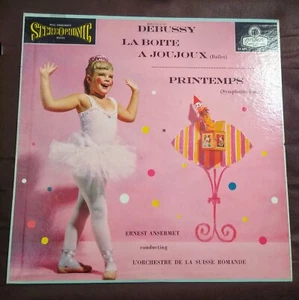 STEREOPHONIC
DEBUSSY
LA BOITE
A JOUJOUX (Ballet)
PRINTEMPS
ERNEST ANSERMET
conducting
L'ORCHESTRE DE LA SUISSE ROMANDE